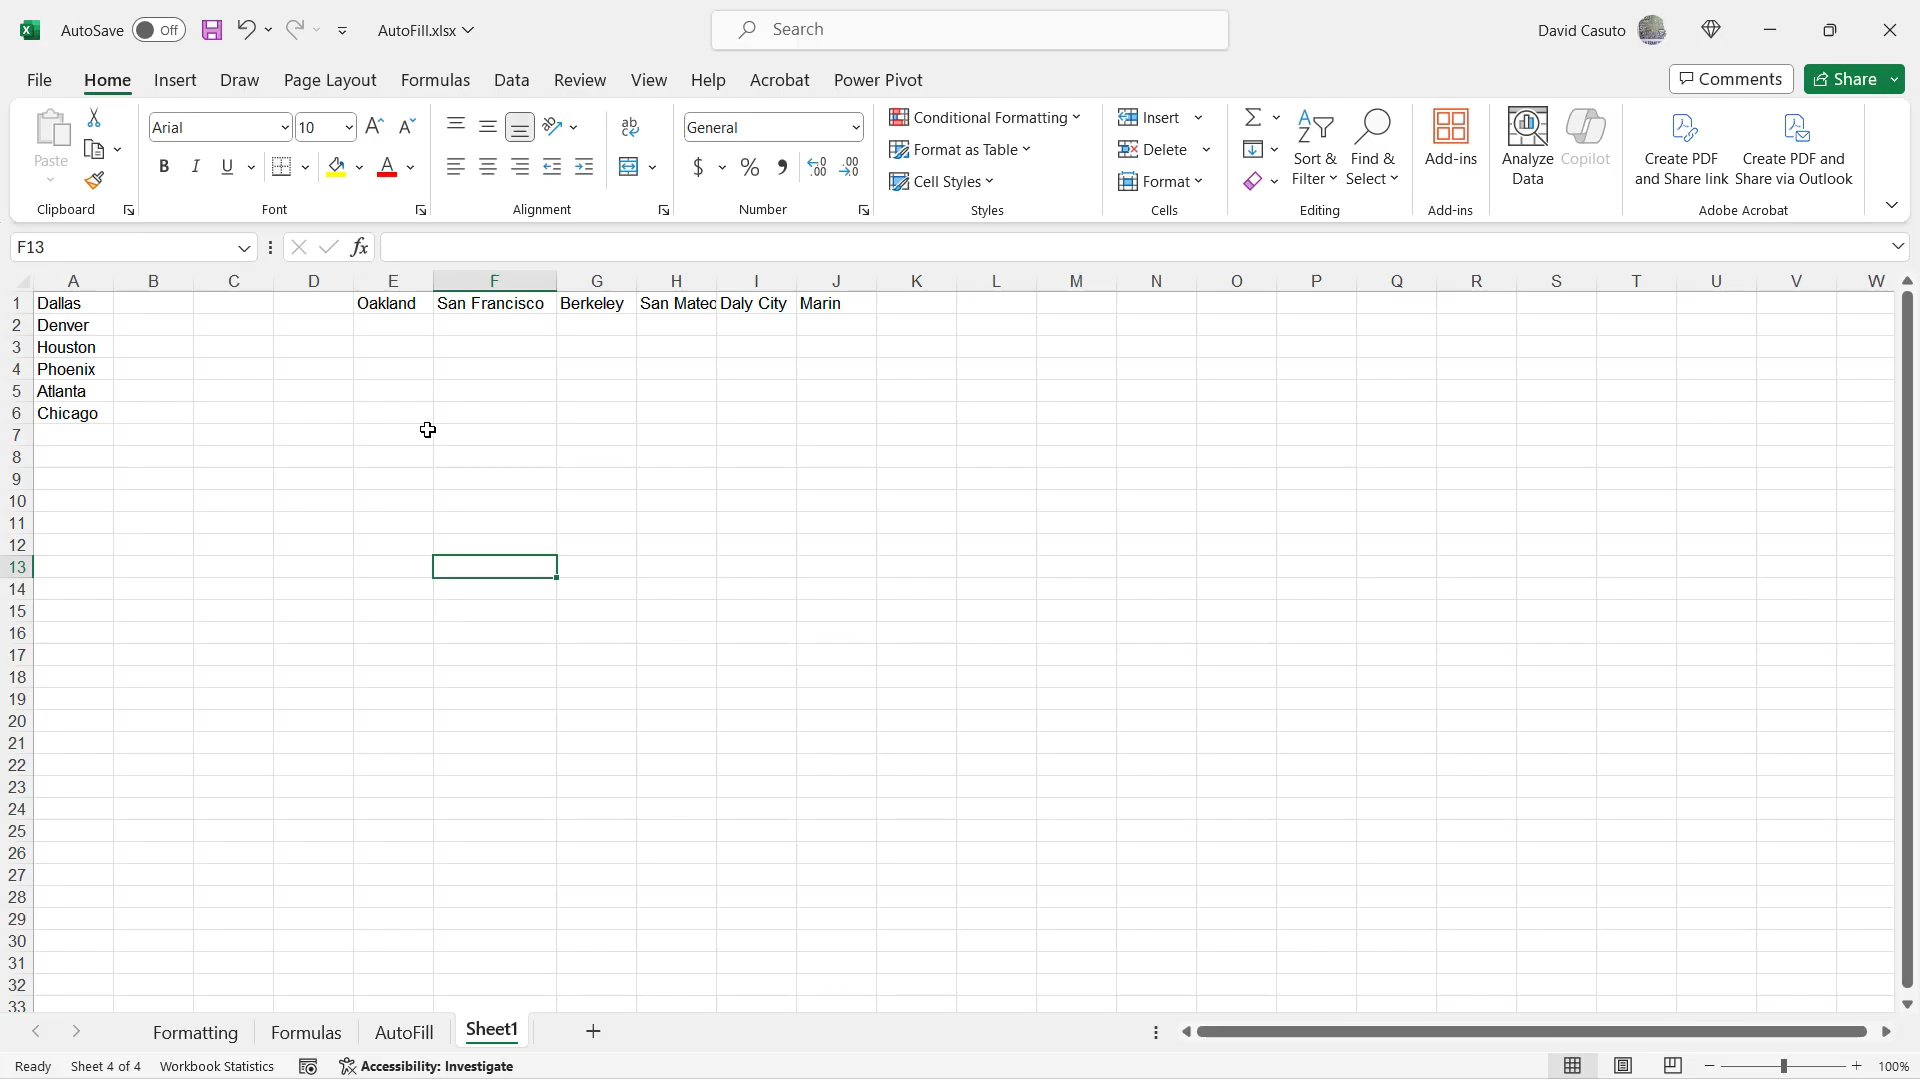 AutoSave Off AutoFill.xlsx Search David Casuto
File Home Insert Draw Page Layout Formulas Data Review View Help Acrobat Power Pivot Comments Share
Paste Arial 10 General Conditional Formatting Insert
B I U $ % Format as Table Delete Sort & Filter Find & Select Add-ins Analyze Data Copilot Create PDF and Share link Create PDF and Share via Outlook
Cell Styles Format
Clipboard Font Alignment Number Styles Cells Editing Add-ins Adobe Acrobat
F13 fx
A B C D E F G H I J K L M N O P Q R S T U V W
1 Dallas Oakland San Francisco Berkeley San Matec Daly City Marin
2 Denver
3 Houston
4 Phoenix
5 Atlanta
6 Chicago
7
8
9
10
11
12
13
14
15
16
17
18
19
20
21
22
23
24
25
26
27
28
29
30
31
32
33
Formatting Formulas AutoFill Sheet1
Ready Sheet 4 of 4 Workbook Statistics Accessibility: Investigate 100%